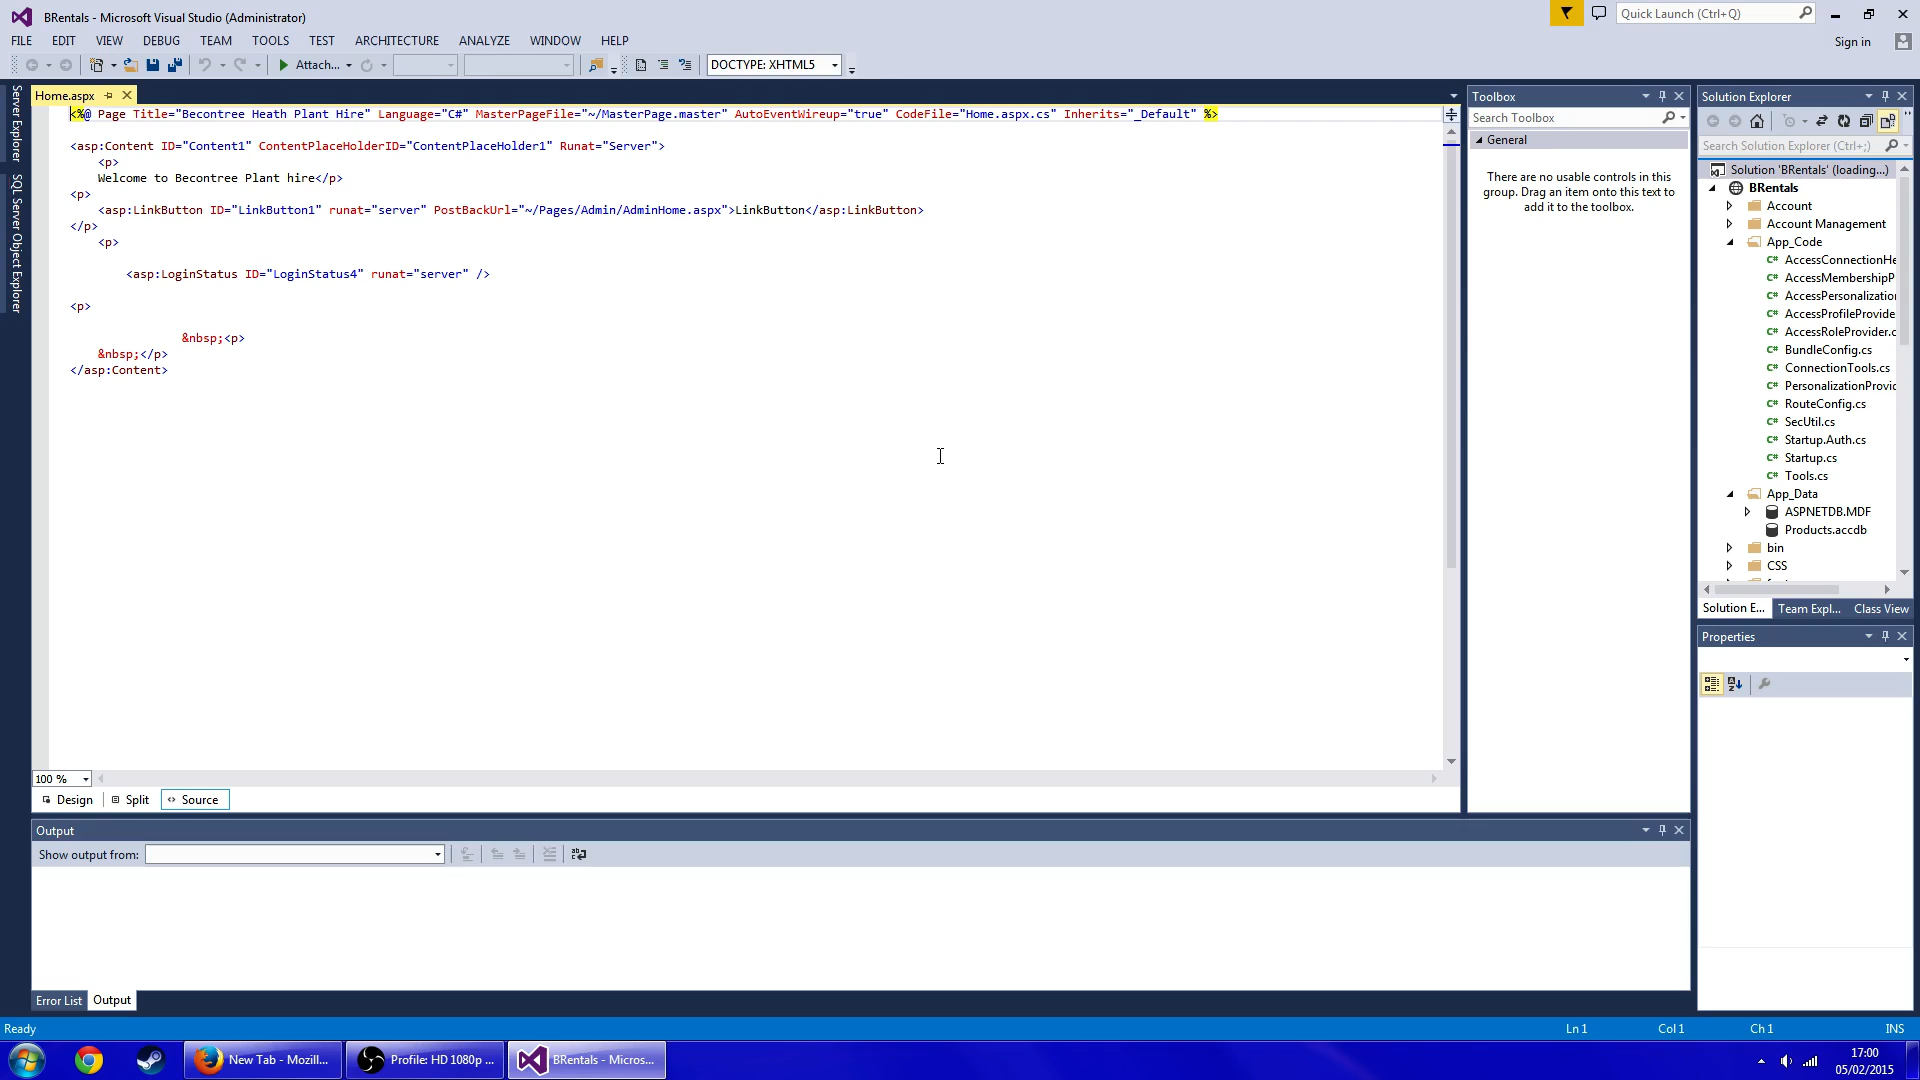 BRentals - Microsoft Visual Studio (Administrator)
Quick Launch (Ctrl+Q)
FILE EDIT VIEW DEBUG TEAM TOOLS TEST ARCHITECTURE ANALYZE WINDOW HELP
Sign in
Attach...
DOCTYPE: XHTML5
Server Explorer
SQL Server Object Explorer
Home.aspx
<%@ Page Title="Becontree Heath Plant Hire" Language="C#" MasterPageFile="~/MasterPage.master" AutoEventWireup="true" CodeFile="Home.aspx.cs" Inherits="_Default" %>
<asp:Content ID="Content1" ContentPlaceHolderID="ContentPlaceHolder1" Runat="Server">
<p>
Welcome to Becontree Plant hire</p>
<p>
<asp:LinkButton ID="LinkButton1" runat="server" PostBackUrl="~/Pages/Admin/AdminHome.aspx">LinkButton</asp:LinkButton>
</p>
<p>
<asp:LoginStatus ID="LoginStatus4" runat="server" />
<p>
&nbsp;<p>
&nbsp;</p>
</asp:Content>
100 %
Design Split Source
Toolbox
Search Toolbox
General
There are no usable controls in this
group. Drag an item onto this text to
add it to the toolbox.
Solution Explorer
Search Solution Explorer (Ctrl+;)
Solution 'BRentals' (loading...)
BRentals
Account
Account Management
App_Code
AccessConnectionHe
AccessMembershipP
AccessPersonalization
AccessProfileProvide
AccessRoleProvider.c
BundleConfig.cs
ConnectionTools.cs
PersonalizationProvid
RouteConfig.cs
SecUtil.cs
Startup.Auth.cs
Startup.cs
Tools.cs
App_Data
ASPNETDB.MDF
Products.accdb
bin
CSS
Solution E... Team Expl... Class View
Properties
Output
Show output from:
Error List Output
Ready
Ln 1 Col 1 Ch 1 INS
New Tab - Mozill...
Profile: HD 1080p ...
BRentals - Micros...
17:00
05/02/2015